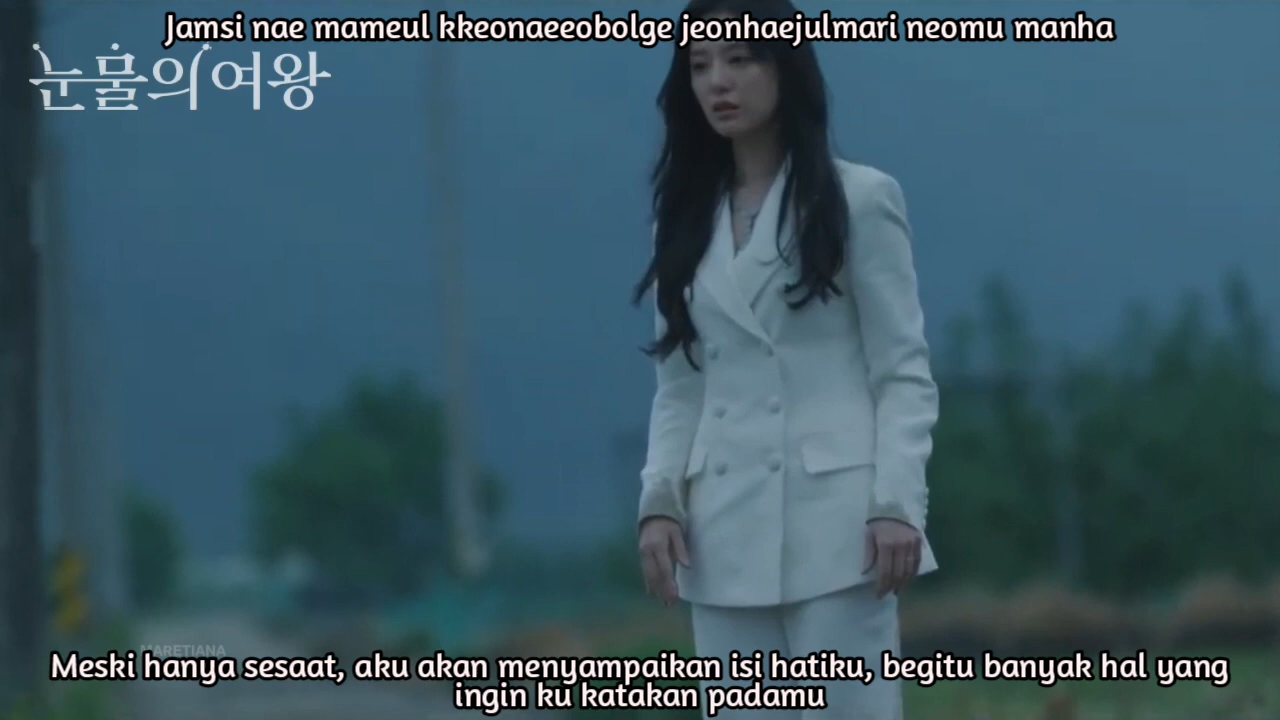 Jamsi nae mameul kkeonaeeobolge jeonhaejulmari neomu manha
눈물의 여왕
MARETIANA
Meski hanya sesaat, aku akan menyampaikan isi hatiku, begitu banyak hal yang
ingin ku katakan padamu